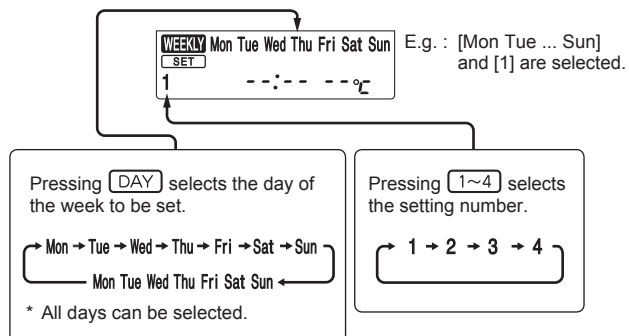 WEEKLY Mon Tue Wed Thu Fri Sat Sun
SET
1 --:-- --°C
E.g. : [Mon Tue ... Sun]
and [1] are selected.
Pressing DAY selects the day of
the week to be set.
Mon → Tue → Wed → Thu → Fri → Sat → Sun
Mon Tue Wed Thu Fri Sat Sun
* All days can be selected.
Pressing 1~4 selects
the setting number.
1 → 2 → 3 → 4